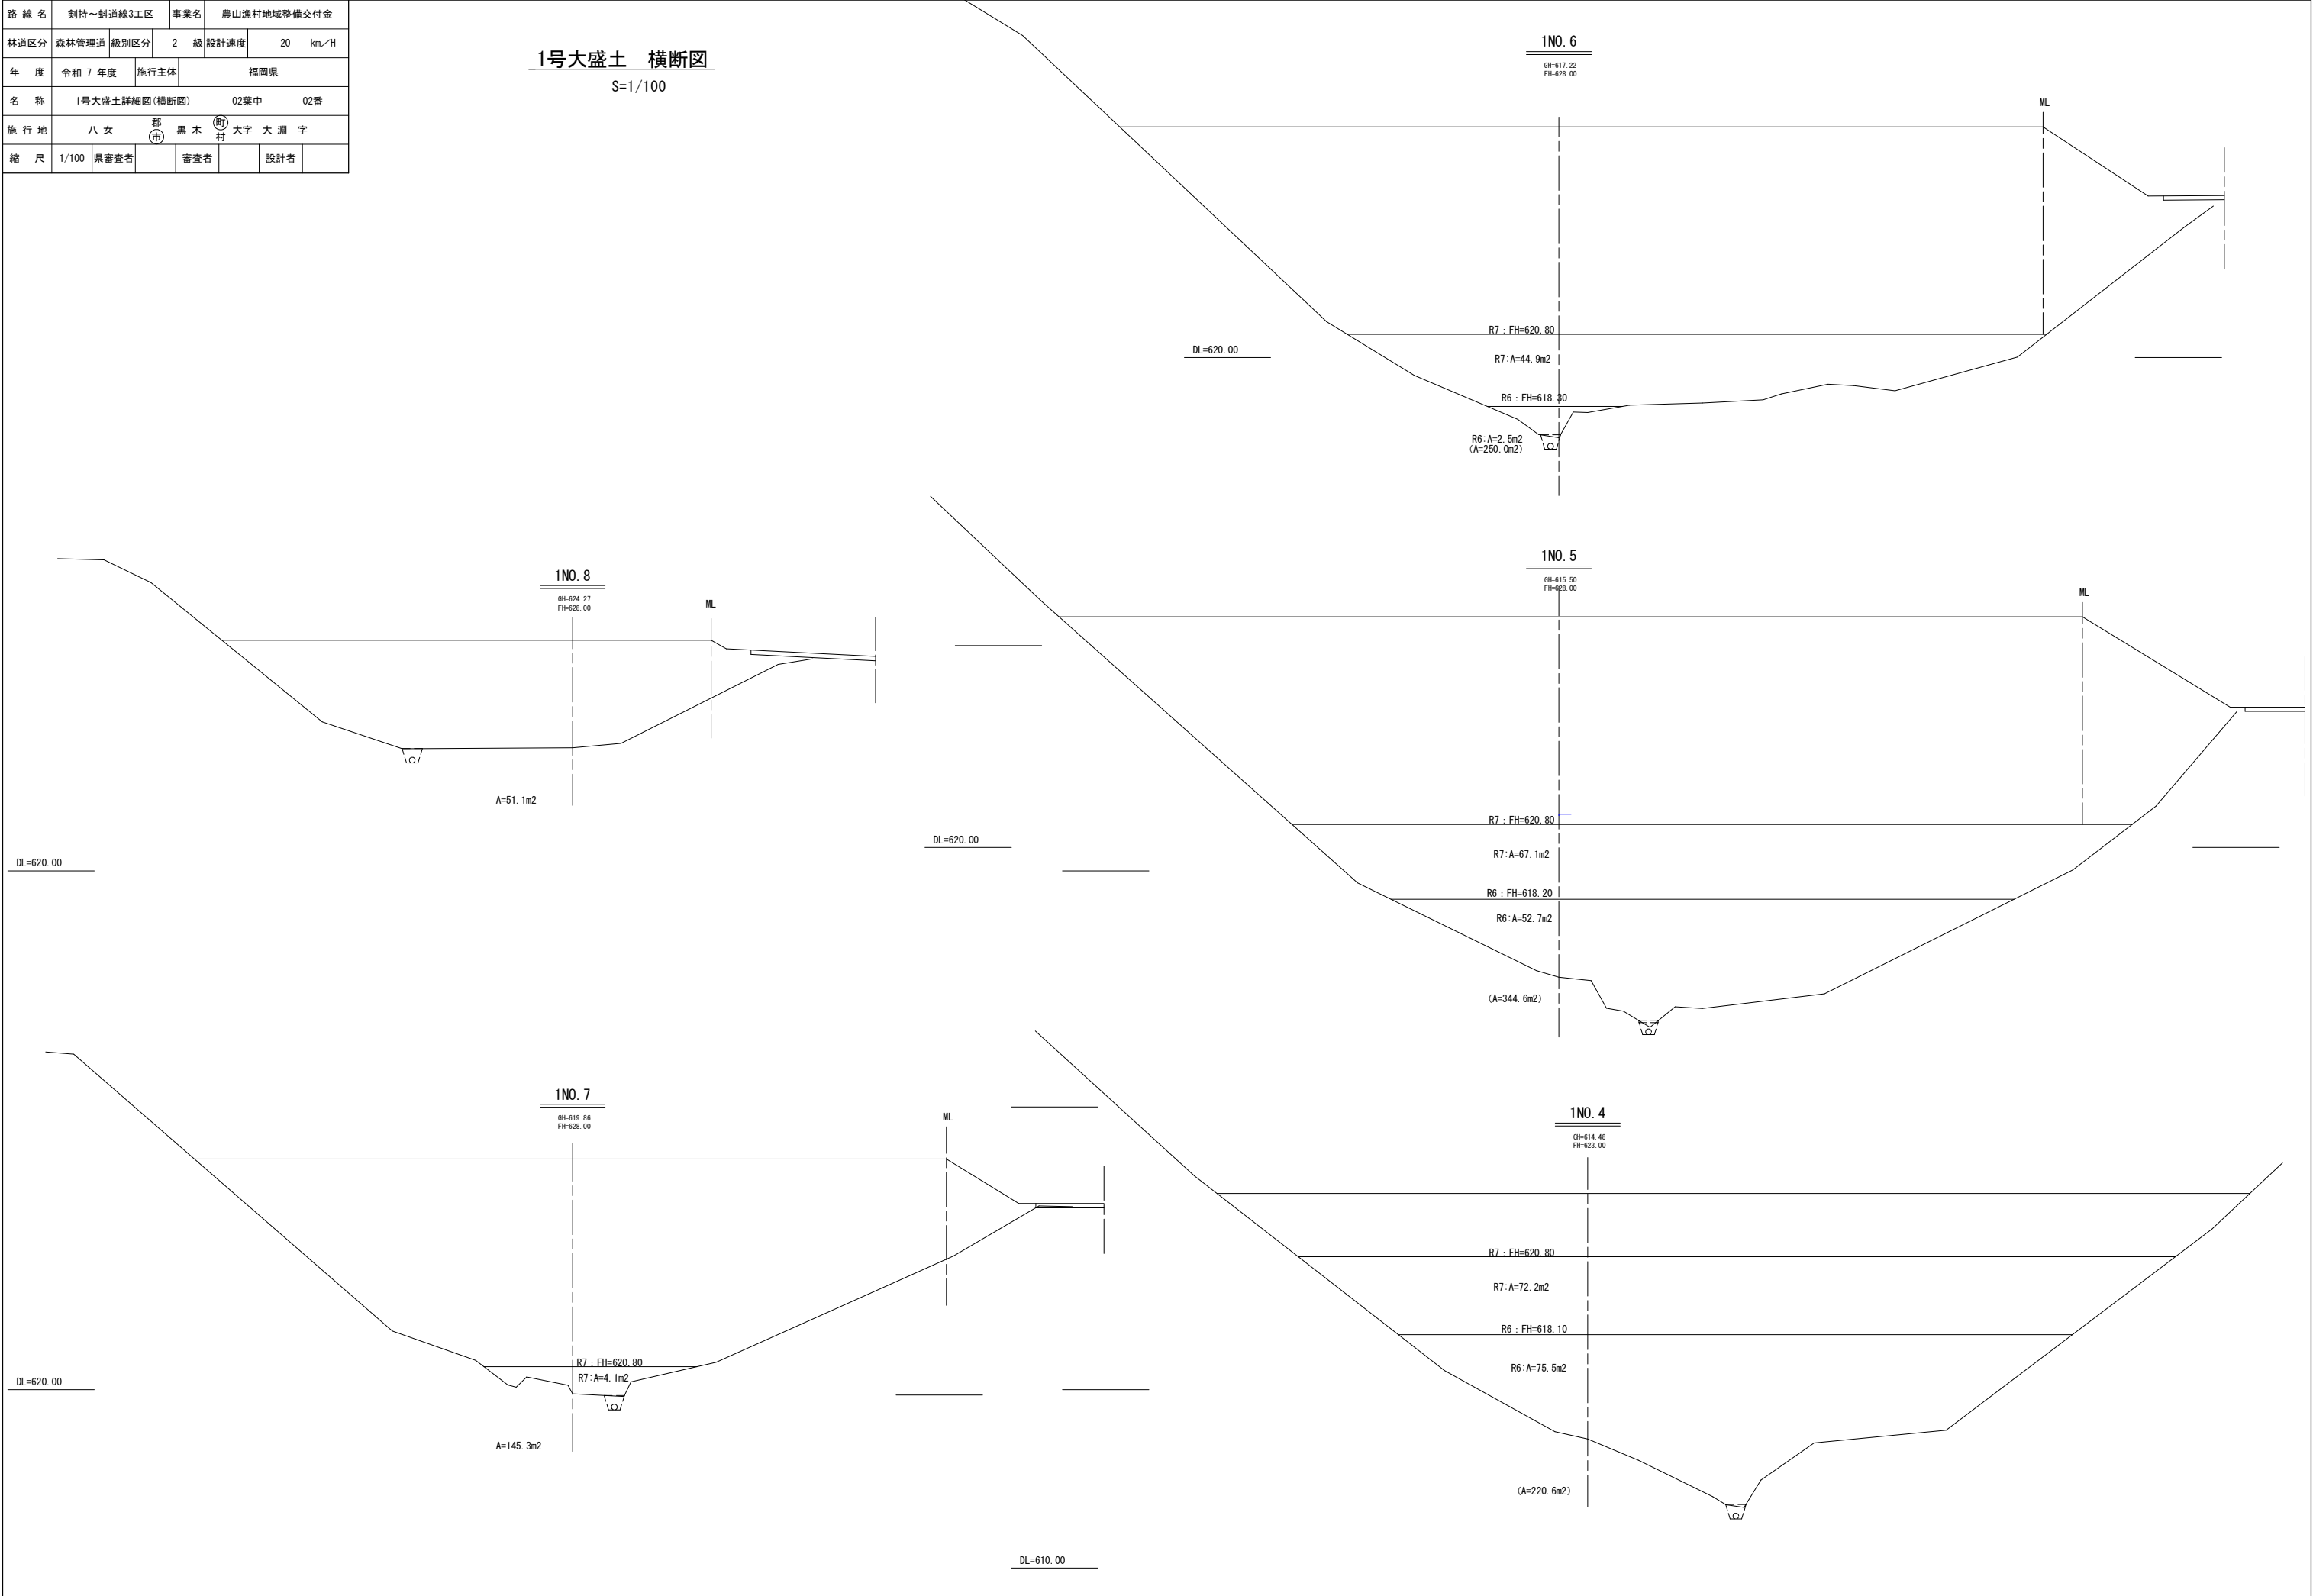 路 線 名 剣持～斜道線3工区 事業名 農山漁村地域整備交付金
林道区分 森林管理道 級別区分 2 級 設計速度 20 km／H
年 度 令和 7 年度 施行主体 福岡県
名 称 1号大盛土詳細図(横断図) 02葉中 02番
施 行 地 八 女 郡 市 黒 木 町 村 大字 大 淵 字
縮 尺 1/100 県審査者 審査者 設計者
1号大盛土 横断図
S=1/100
1NO.6
GH=617.22
FH=628.00
ML
R7：FH=620.80
DL=620.00
R7:A=44.9m2
R6：FH=618.30
R6:A=2.5m2
(A=250.0m2)
1NO.8
GH=624.27
FH=628.00
ML
A=51.1m2
DL=620.00
1NO.5
GH=615.50
FH=628.00
ML
R7：FH=620.80
DL=620.00
R7:A=67.1m2
R6：FH=618.20
R6:A=52.7m2
(A=344.6m2)
1NO.7
GH=619.86
FH=628.00
ML
R7：FH=620.80
R7:A=4.1m2
DL=620.00
A=145.3m2
1NO.4
GH=614.48
FH=623.00
R7：FH=620.80
R7:A=72.2m2
R6：FH=618.10
R6:A=75.5m2
(A=220.6m2)
DL=610.00